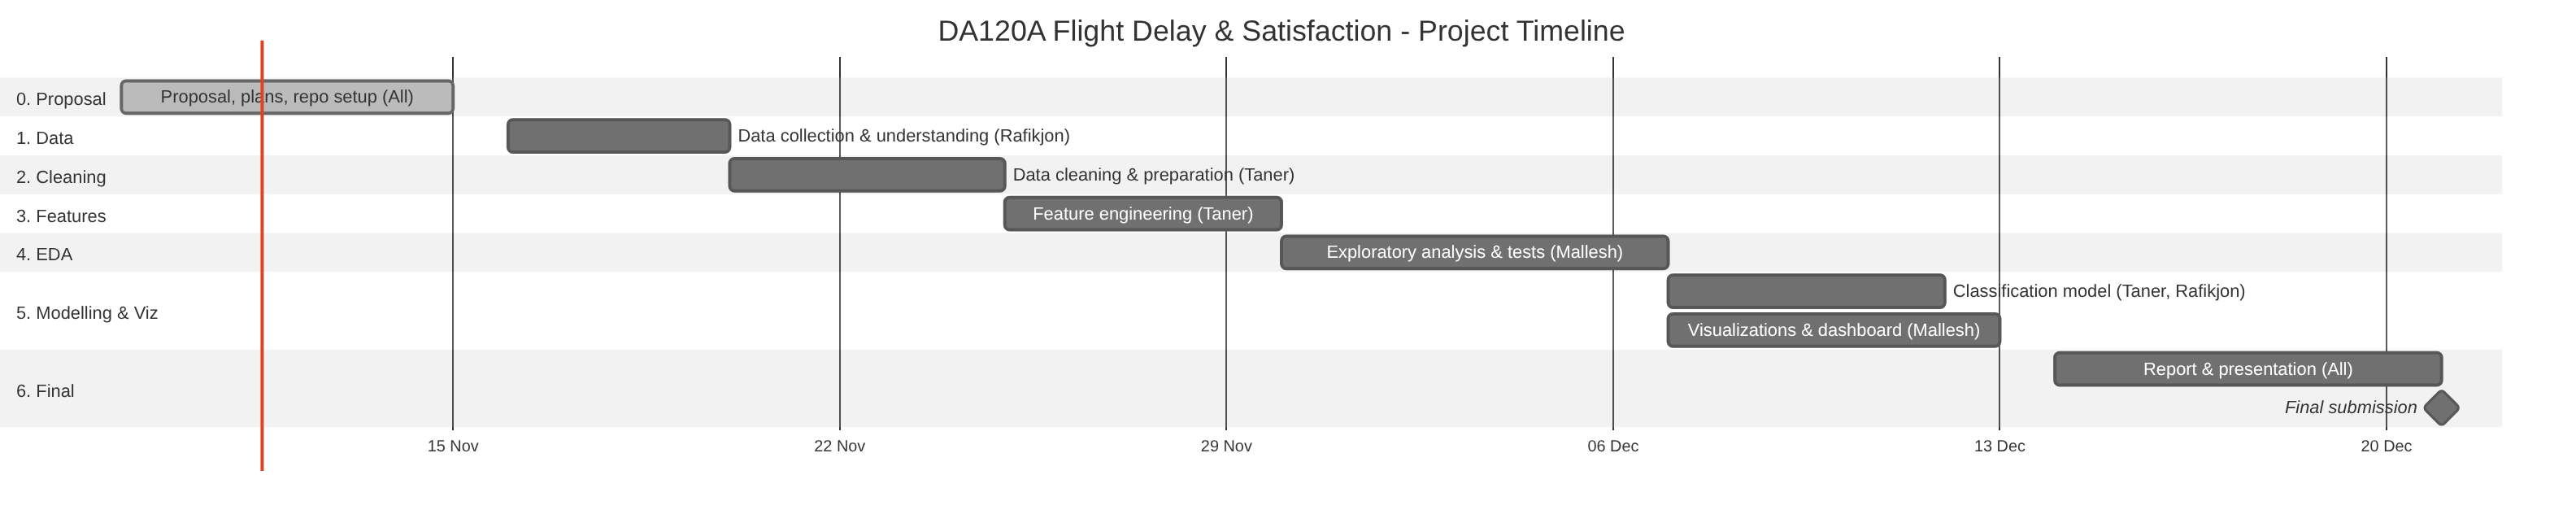 DA120A Flight Delay & Satisfaction - Project Timeline
0. Proposal
Proposal, plans, repo setup (All)
1. Data
Data collection & understanding (Rafikjon)
2. Cleaning
Data cleaning & preparation (Taner)
3. Features
Feature engineering (Taner)
4. EDA
Exploratory analysis & tests (Mallesh)
5. Modelling & Viz
Classification model (Taner, Rafikjon)
Visualizations & dashboard (Mallesh)
6. Final
Report & presentation (All)
Final submission
15 Nov
22 Nov
29 Nov
06 Dec
13 Dec
20 Dec